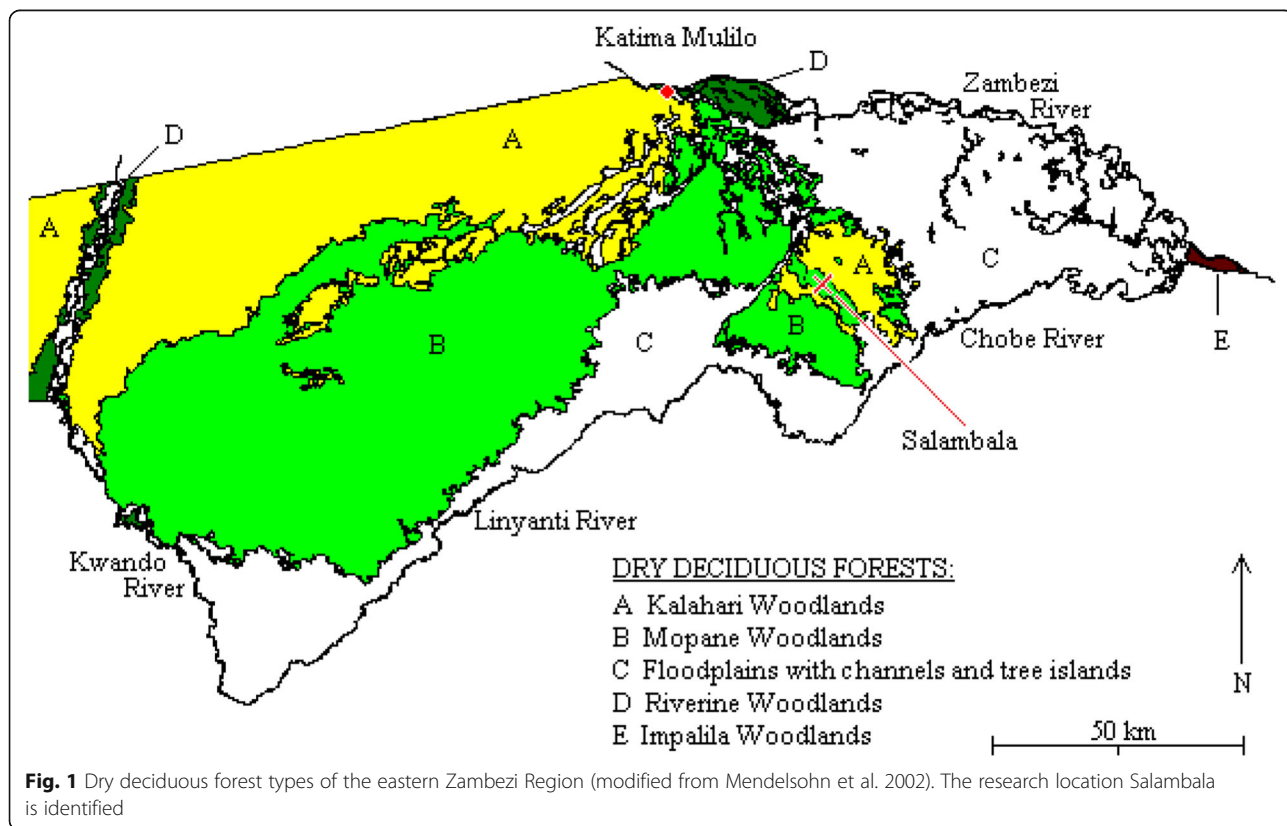 Katima Mulilo
D
Zambezi
River
D
A
A
A
C
B
C
B
Chobe River
E
Salambala
Linyanti River
Kwando
River
DRY DECIDUOUS FORESTS:
A Kalahari Woodlands
B Mopane Woodlands
C Floodplains with channels and tree islands
D Riverine Woodlands
E Impalila Woodlands
N
50 km
Fig. 1 Dry deciduous forest types of the eastern Zambezi Region (modified from Mendelsohn et al. 2002). The research location Salambala
is identified